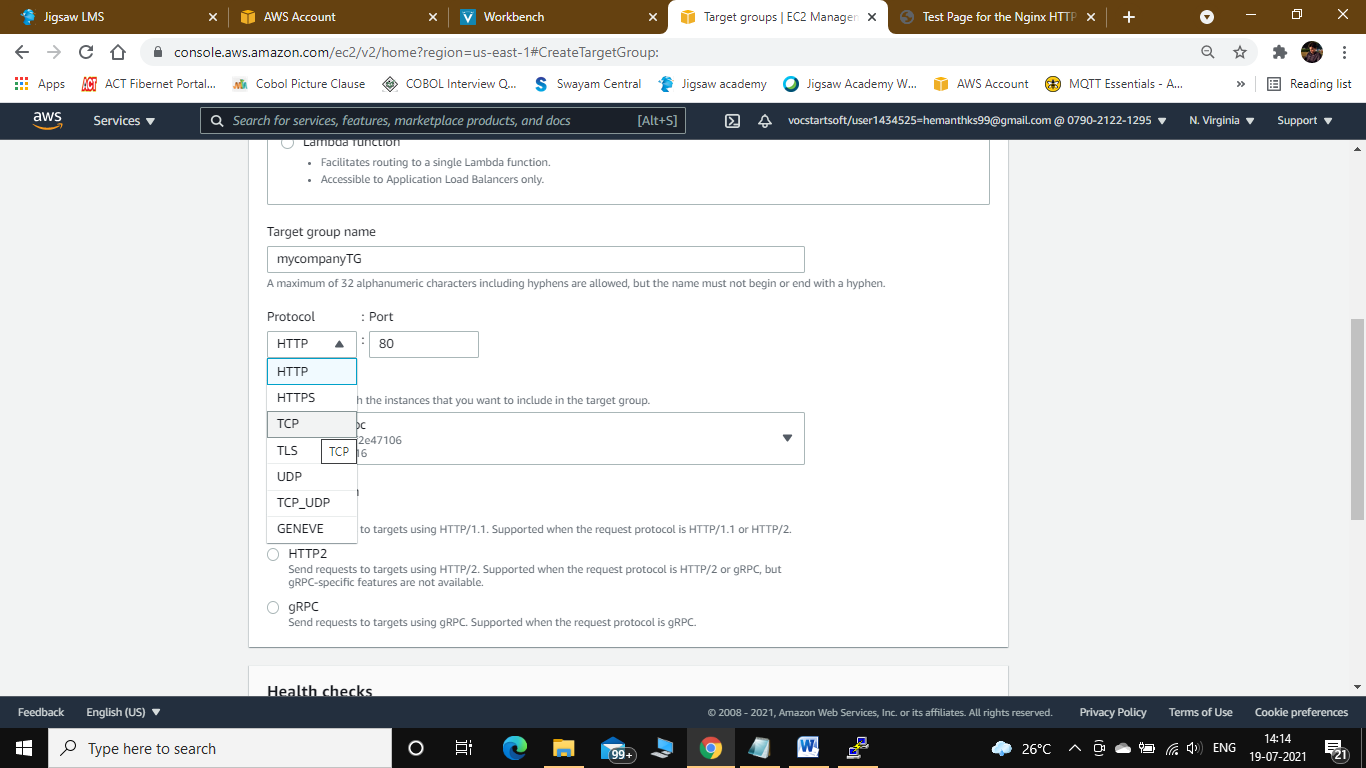 Jigsaw LMS
AWS Account
Workbench
Target groups | EC2 Manager
Test Page for the Nginx HTTP
console.aws.amazon.com/ec2/v2/home?region=us-east-1#CreateTargetGroup:
Apps
ACT Fibernet Portal...
Cobol Picture Clause
COBOL Interview Q...
Swayam Central
Jigsaw academy
Jigsaw Academy W...
AWS Account
MQTT Essentials - A...
»
Reading list
aws
Services
Search for services, features, marketplace products, and docs
[Alt+S]
vocstartsoft/user1434525=hemanthks99@gmail.com @ 0790-2122-1295
N. Virginia
Support
Lambda function
• Facilitates routing to a single Lambda function.
• Accessible to Application Load Balancers only.
Target group name
mycompanyTG
A maximum of 32 alphanumeric characters including hyphens are allowed, but the name must not begin or end with a hyphen.
Protocol : Port
HTTP : 80
HTTP
HTTPS
h the instances that you want to include in the target group.
TCP
2e47106
TLS
TCP
16
UDP
TCP_UDP
GENEVE
to targets using HTTP/1.1. Supported when the request protocol is HTTP/1.1 or HTTP/2.
HTTP2
Send requests to targets using HTTP/2. Supported when the request protocol is HTTP/2 or gRPC, but
gRPC-specific features are not available.
gRPC
Send requests to targets using gRPC. Supported when the request protocol is gRPC.
Health checks
Feedback
English (US)
© 2008 - 2021, Amazon Web Services, Inc. or its affiliates. All rights reserved.
Privacy Policy
Terms of Use
Cookie preferences
Type here to search
99+
26°C
ENG
14:14
19-07-2021
21